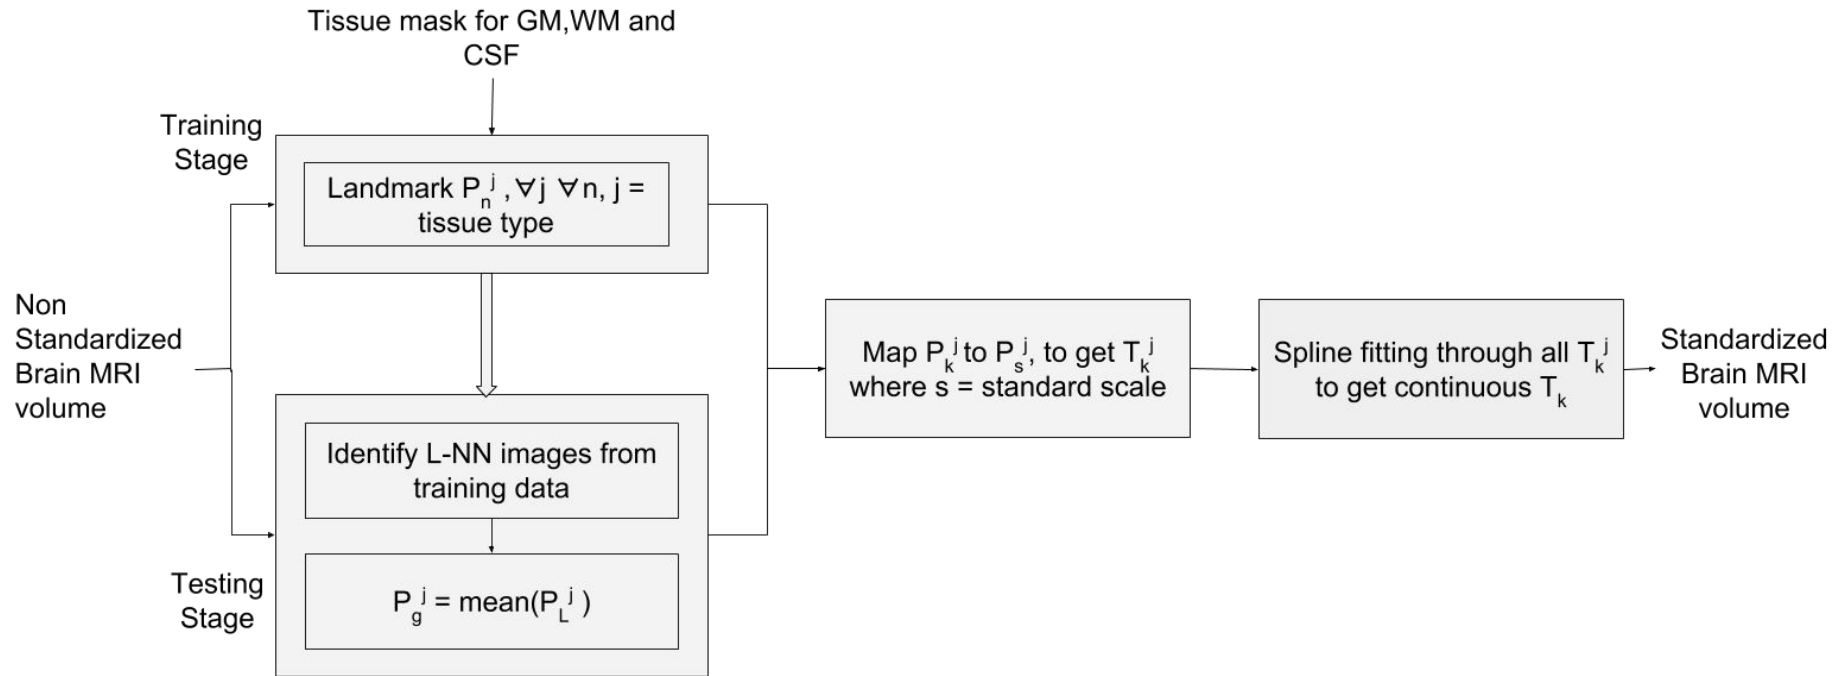 Tissue mask for GM,WM and
CSF
Training
Stage
Landmark P_n^j , ∀j ∀n, j =
tissue type
Non
Standardized
Brain MRI
volume
Identify L-NN images from
training data
Testing
Stage
P_g^j = mean(P_L^j )
Map P_k^j to P_s^j, to get T_k^j
where s = standard scale
Spline fitting through all T_k^j
to get continuous T_k
Standardized
Brain MRI
volume